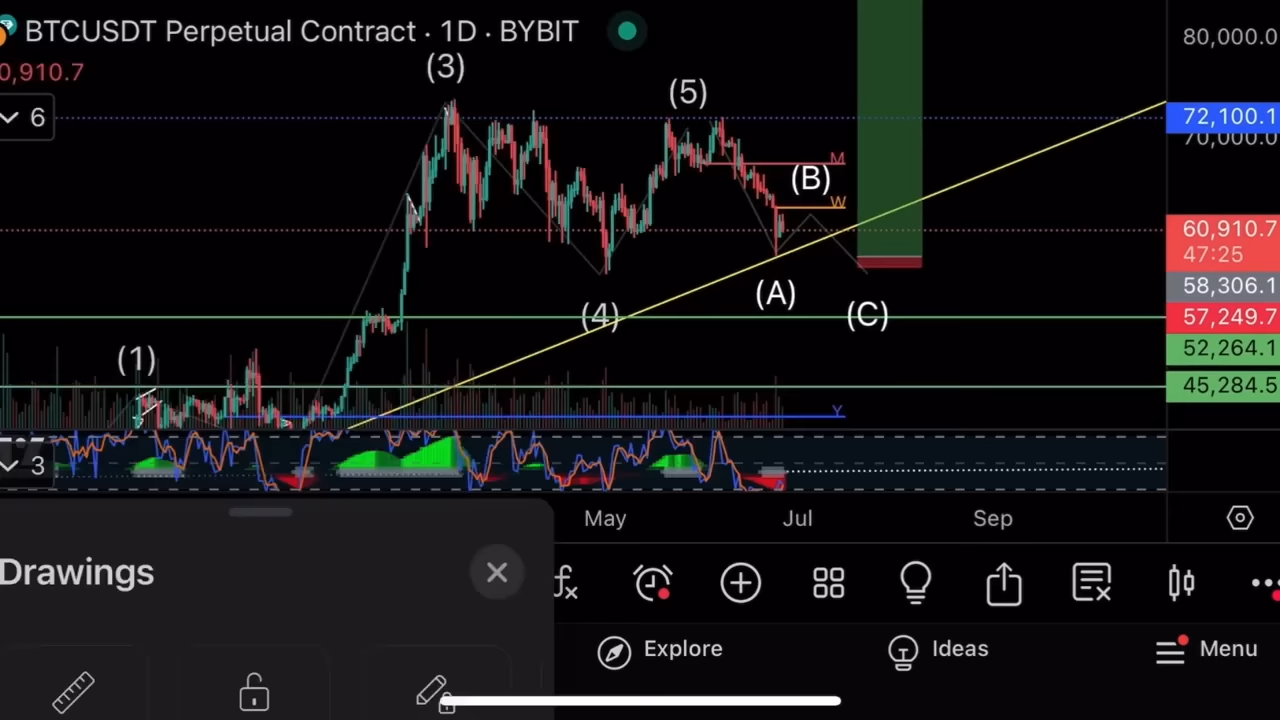 BTCUSDT Perpetual Contract · 1D · BYBIT
0,910.7
6
(3)
(5)
80,000.0
72,100.1
70,000.0
M
(B)
W
60,910.7
47:25
58,306.1
57,249.7
52,264.1
45,284.5
(A)
(C)
(4)
(1)
Y
3
May
Jul
Sep
Drawings
fx
Explore
Ideas
Menu